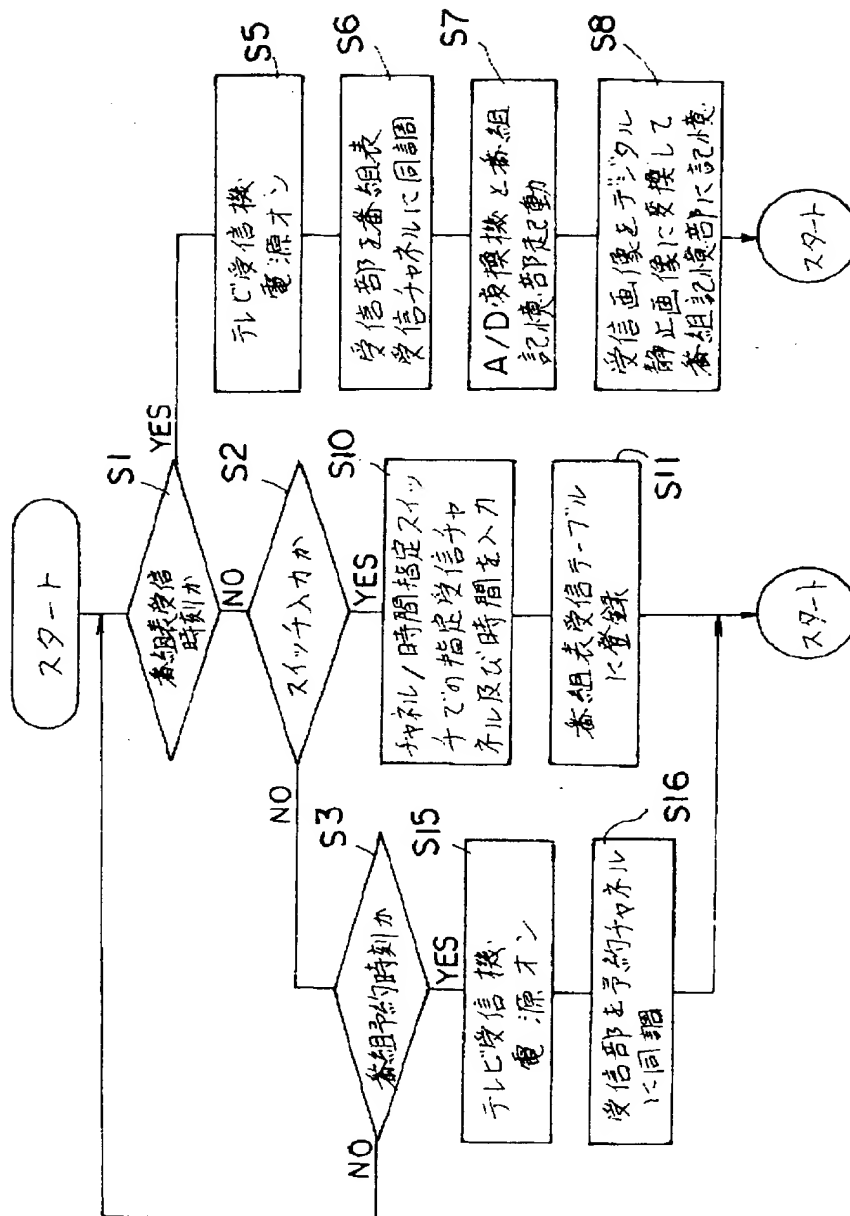 スタート
S1
番組表受信
時刻か
YES
NO
S2
スイッチ入力か
YES
NO
S3
番組予約時刻か
YES
NO
S5
テレビ受信機
電源オン
S6
受信部を番組表
受信チャネルに同調
S7
A/D変換機と番組
記憶部起動
S8
受信画像をデジタル
静止画像に変換して
番組記憶部に記憶
スタート
S10
チャネル/時間指定スイッ
チでの指定受信チャ
ネル及び時間を入力
S11
番組表受信テーブル
に登録
スタート
S15
テレビ受信機
電源オン
S16
受信部を予約チャネル
に同調